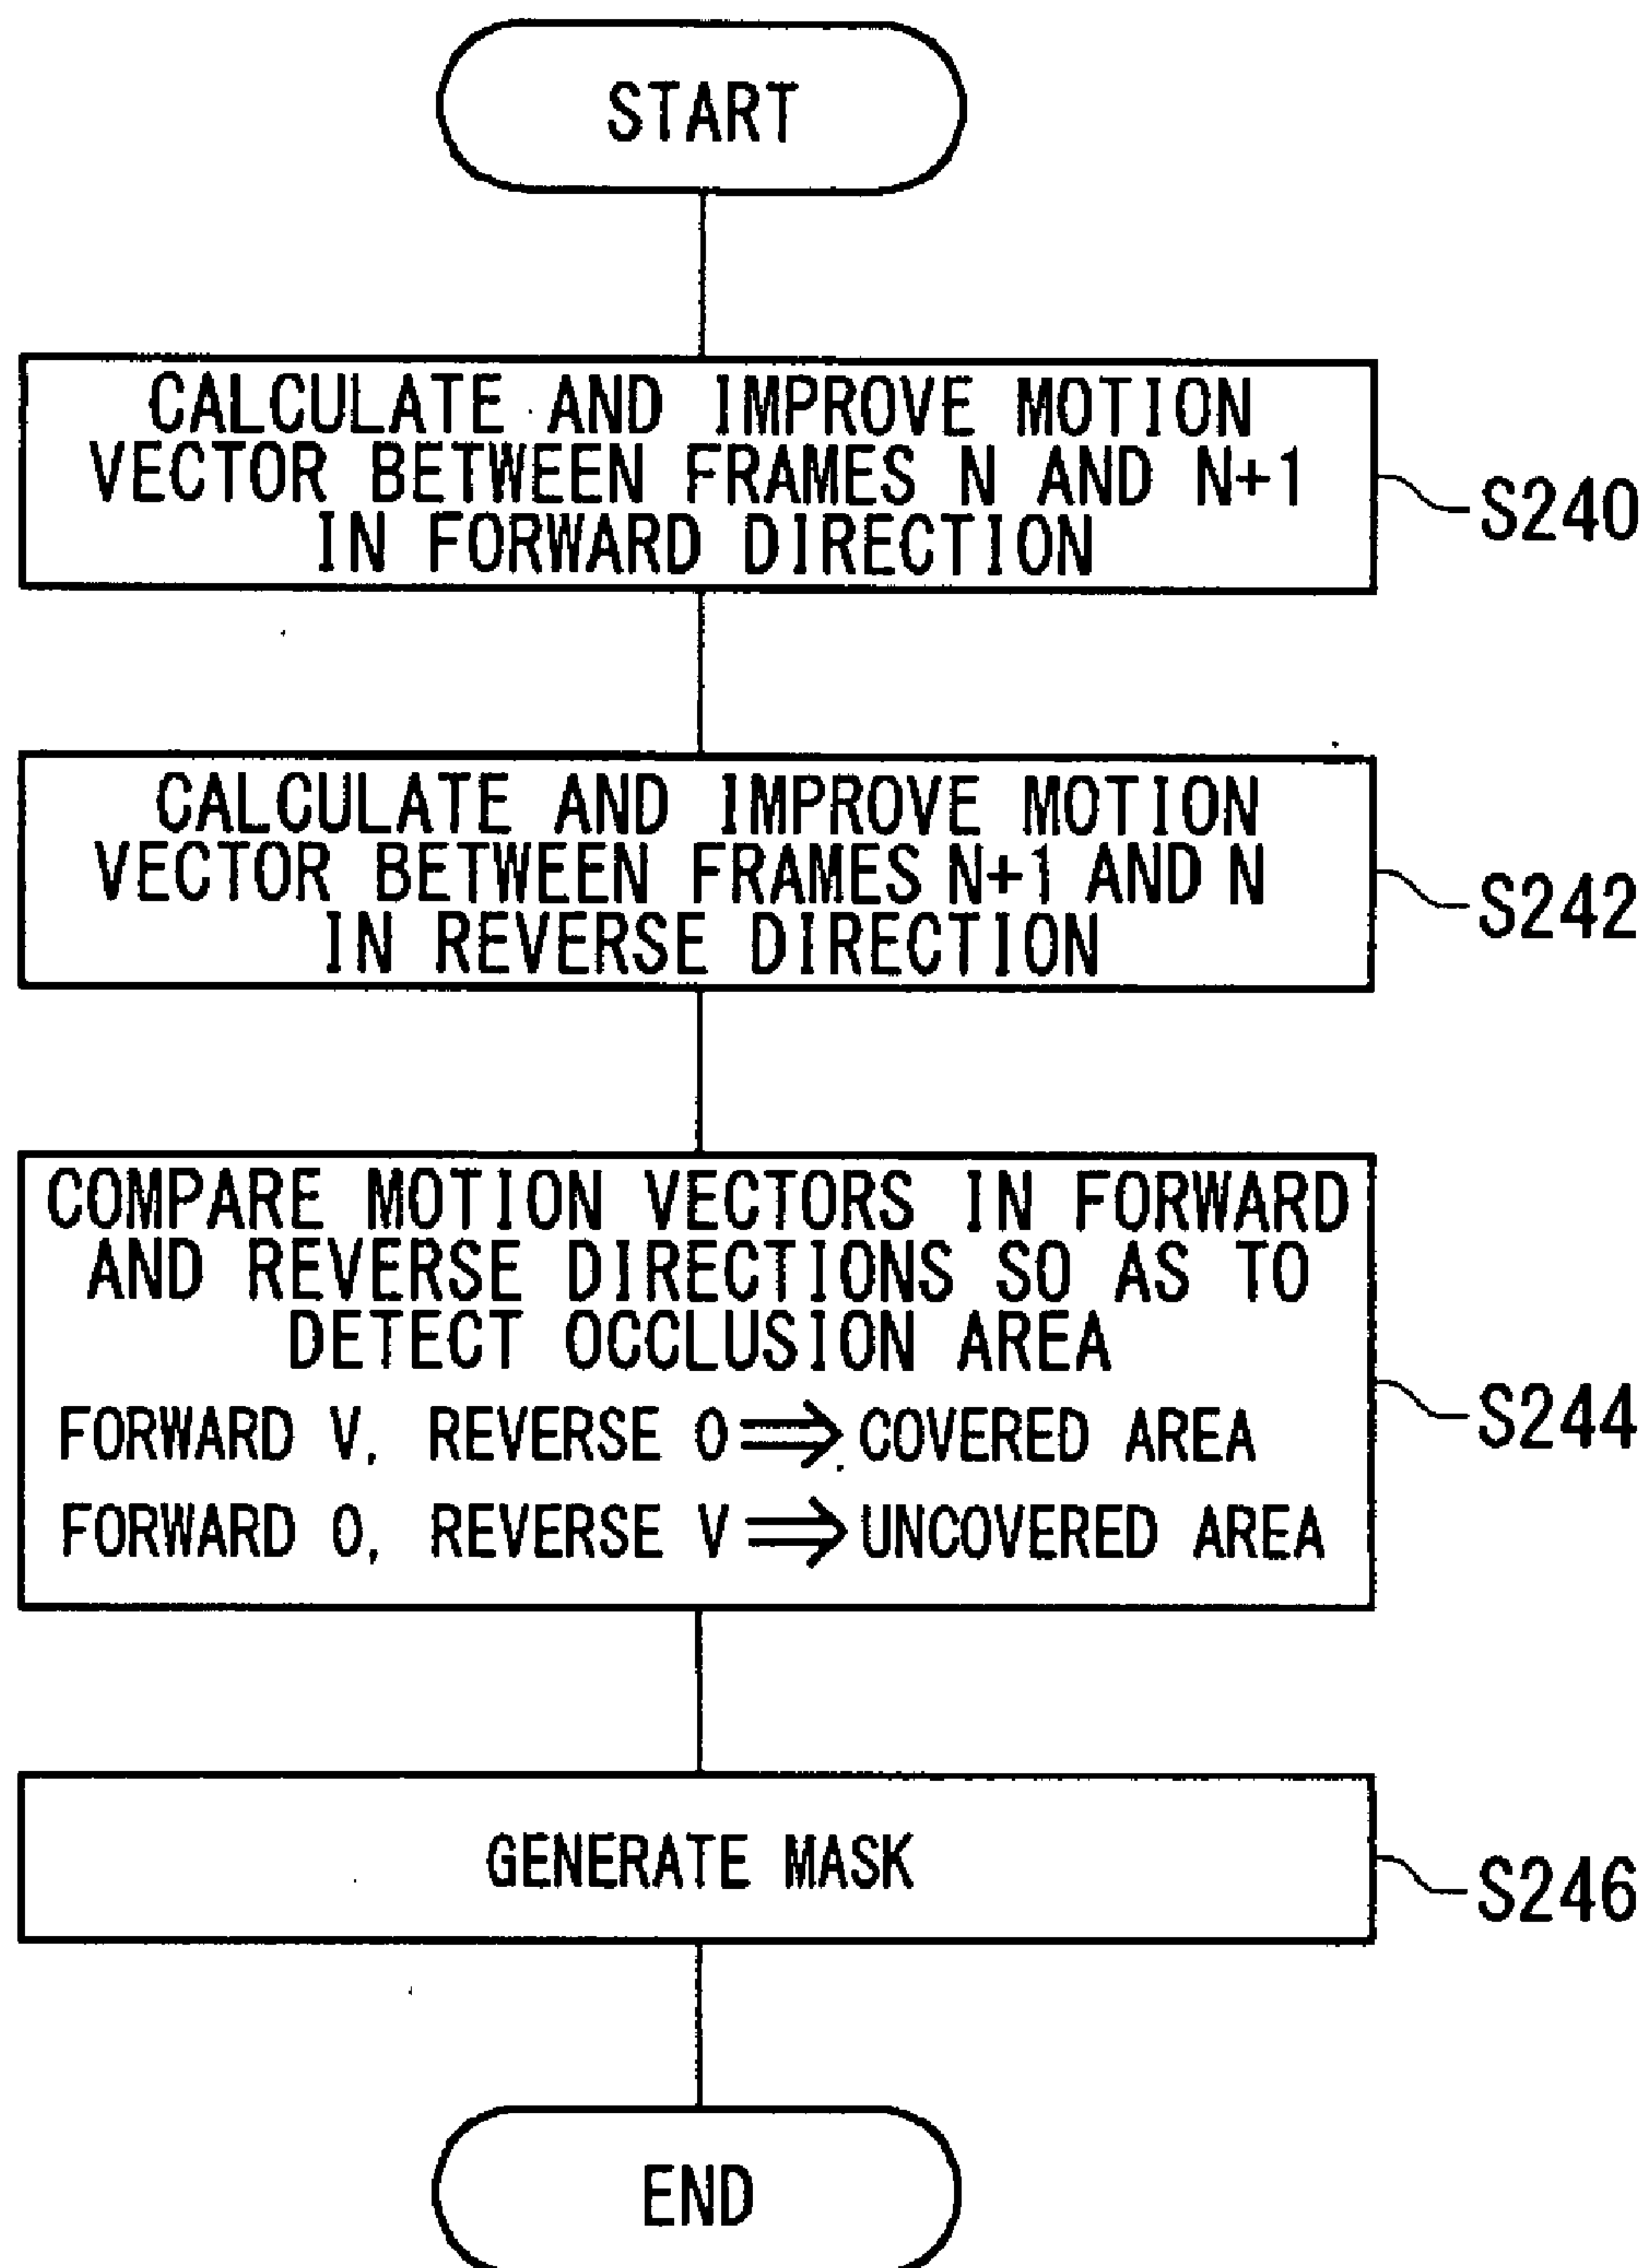 START
CALCULATE AND IMPROVE MOTION
VECTOR BETWEEN FRAMES N AND N+1
IN FORWARD DIRECTION
S240
CALCULATE AND IMPROVE MOTION
VECTOR BETWEEN FRAMES N+1 AND N
IN REVERSE DIRECTION
S242
COMPARE MOTION VECTORS IN FORWARD
AND REVERSE DIRECTIONS SO AS TO
DETECT OCCLUSION AREA
FORWARD V, REVERSE 0 ⇒ COVERED AREA
FORWARD 0, REVERSE V ⇒ UNCOVERED AREA
S244
GENERATE MASK
S246
END